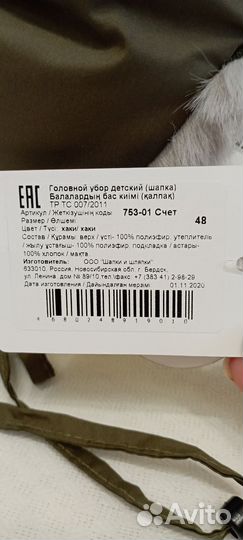 EAC
Головной убор детский (шапка)
Балалардың бас киімі (қалпақ)
ТР ТС 007/2011
Артикул / Жеткізушінің коды: 753-01 Счет
Размер / Өлшемі: 48
Цвет / Түсі: хаки/ хаки
Состав / Құрамы: верх / үсті- 100% полиэфир, утеплитель
/ жылу ұстағыш- 100% полиэфир, подкладка / астары-
100% хлопок / мақта
Изготовитель: ООО "Шапки и шляпки"
633010, Россия, Новосибирская обл, г. Бердск,
ул. Ленина, дом № 89/10,тел./факс: +7 (383 41) 2-98-29
Дата изготовления / Дайындалған мерзімі 01.11.2020
Avito